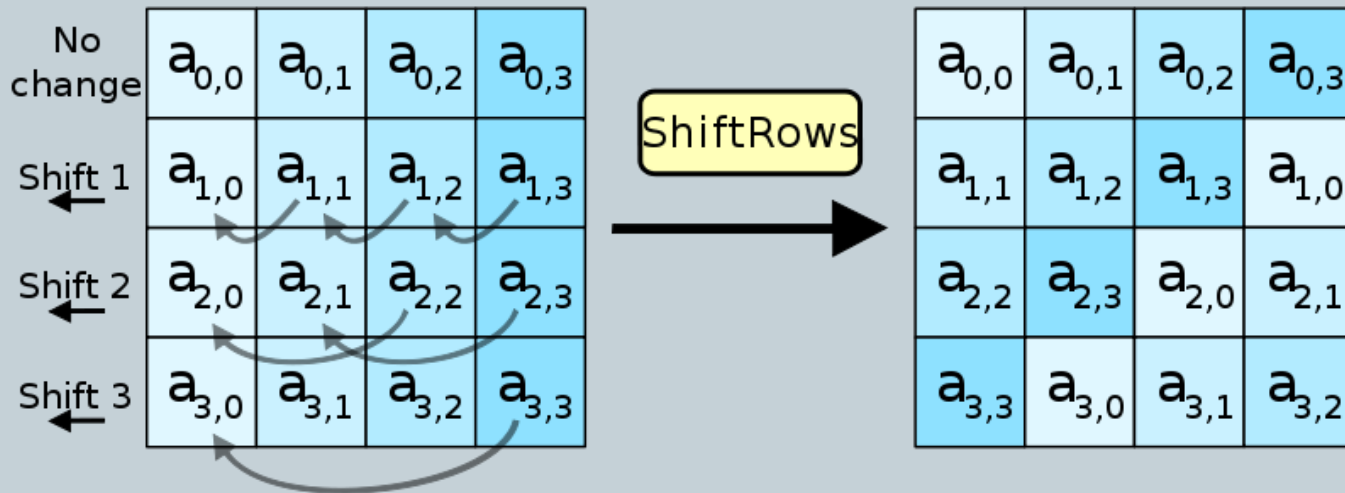 No
change
a0,0 a0,1 a0,2 a0,3
Shift 1
a1,0 a1,1 a1,2 a1,3
Shift 2
a2,0 a2,1 a2,2 a2,3
Shift 3
a3,0 a3,1 a3,2 a3,3
ShiftRows
a0,0 a0,1 a0,2 a0,3
a1,1 a1,2 a1,3 a1,0
a2,2 a2,3 a2,0 a2,1
a3,3 a3,0 a3,1 a3,2